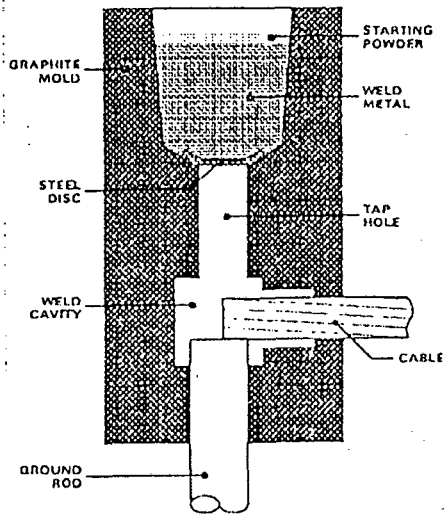 STARTING
POWDER
GRAPHITE
MOLD
WELD
METAL
STEEL
DISC
TAP
HOLE
WELD
CAVITY
CABLE
GROUND
ROD